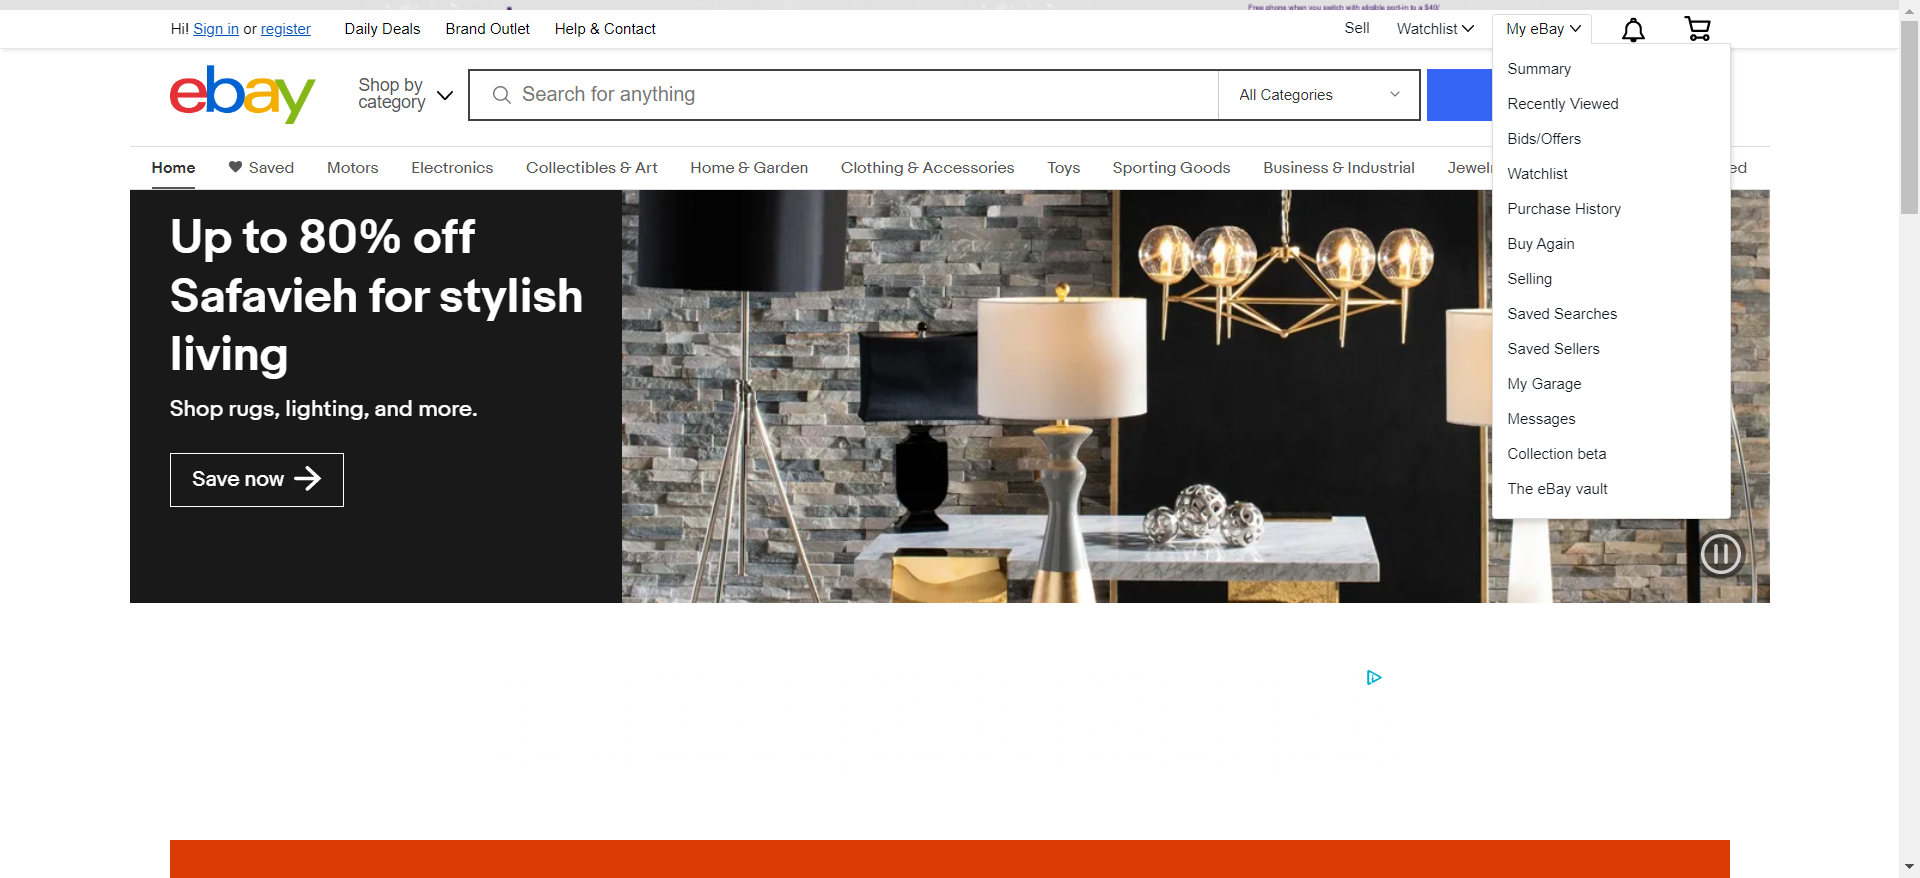 Free phone when you switch with eligible port-in to a $40/
Hi! Sign in or register
Daily Deals
Brand Outlet
Help & Contact
Sell
Watchlist
My eBay
ebay
Shop by
category
Search for anything
All Categories
Summary
Recently Viewed
Bids/Offers
Watchlist
Purchase History
Buy Again
Selling
Saved Searches
Saved Sellers
My Garage
Messages
Collection beta
The eBay vault
Home
Saved
Motors
Electronics
Collectibles & Art
Home & Garden
Clothing & Accessories
Toys
Sporting Goods
Business & Industrial
Jewel
ed
Up to 80% off
Safavieh for stylish
living
Shop rugs, lighting, and more.
Save now